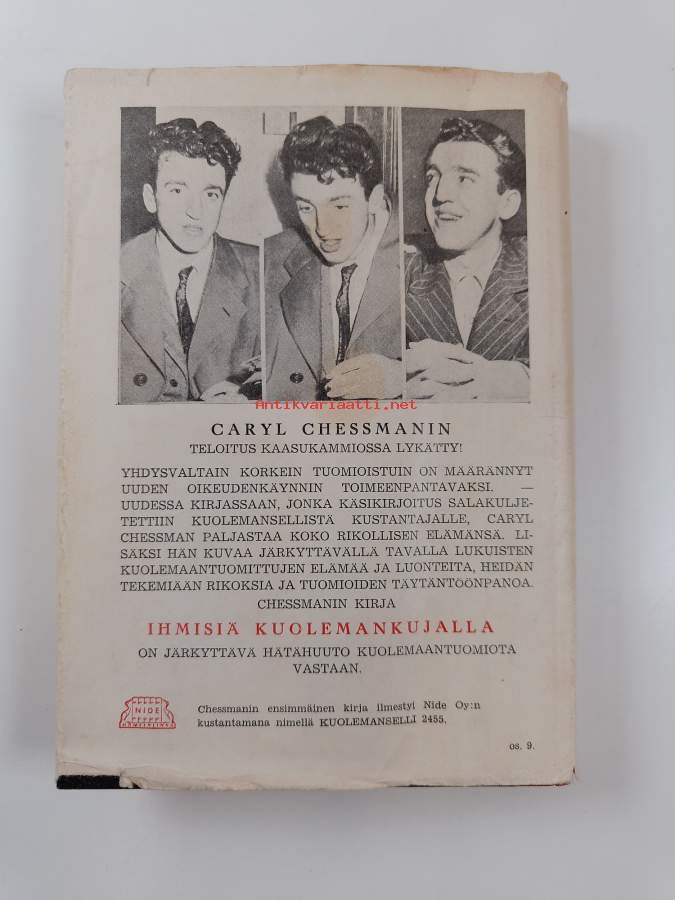 Antikvariaatti.net
CARYL CHESSMANIN
TELOITUS KAASUKAMMIOSSA LYKÄTTY!
YHDYSVALTAIN KORKEIN TUOMIOISTUIN ON MÄÄRÄNNYT
UUDEN OIKEUDENKÄYNNIN TOIMEENPANTAVAKSI. —
UUDESSA KIRJASSAAN, JONKA KÄSIKIRJOITUS SALAKULJE-
TETTIIN KUOLEMANSELLISTÄ KUSTANTAJALLE, CARYL
CHESSMAN PALJASTAA KOKO RIKOLLISEN ELÄMÄNSÄ. LI-
SÄKSI HÄN KUVAA JÄRKYTTÄVÄLLÄ TAVALLA LUKUISTEN
KUOLEMAANTUOMITTUJEN ELÄMÄÄ JA LUONTEITA, HEIDÄN
TEKEMIÄÄN RIKOKSIA JA TUOMIOIDEN TÄYTÄNTÖÖNPANOA.
CHESSMANIN KIRJA
IHMISIÄ KUOLEMANKUJALLA
ON JÄRKYTTÄVÄ HÄTÄHUUTO KUOLEMAANTUOMIOTA
VASTAAN.
NIDE
HÄMEENLINNA
Chessmanin ensimmäinen kirja ilmestyi Nide Oy:n
kustantamana nimellä KUOLEMANSELLI 2455.
os. 9.